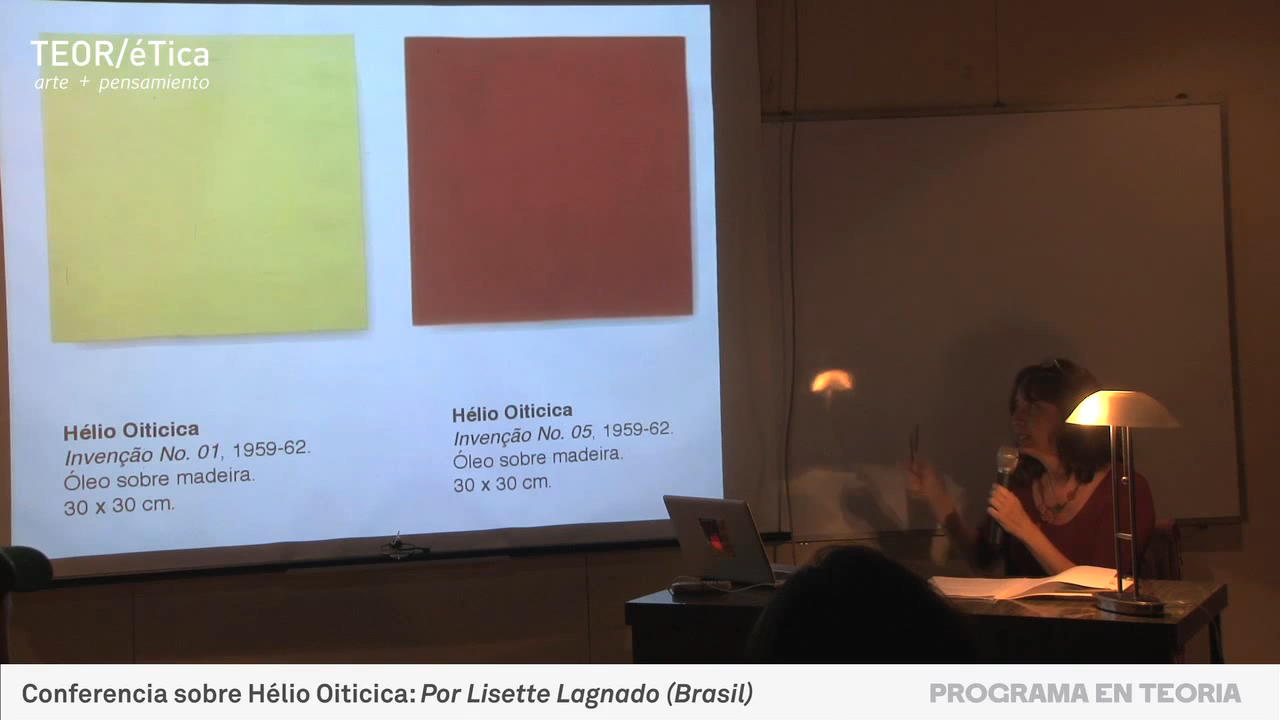 TEOR/éTica
arte + pensamiento
Hélio Oiticica
Invenção No. 01, 1959-62.
Óleo sobre madeira.
30 x 30 cm.
Hélio Oiticica
Invenção No. 05, 1959-62.
Óleo sobre madeira.
30 x 30 cm.
Conferencia sobre Hélio Oiticica: Por Lisette Lagnado (Brasil)
PROGRAMA EN TEORIA